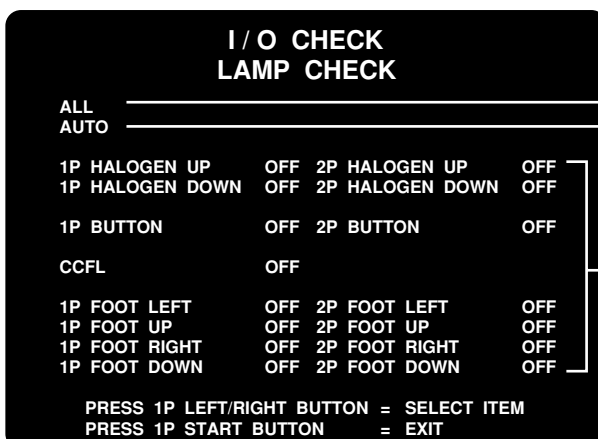 I / O CHECK
LAMP CHECK
ALL
AUTO
1P HALOGEN UP OFF 2P HALOGEN UP OFF
1P HALOGEN DOWN OFF 2P HALOGEN DOWN OFF
1P BUTTON OFF 2P BUTTON OFF
CCFL OFF
1P FOOT LEFT OFF 2P FOOT LEFT OFF
1P FOOT UP OFF 2P FOOT UP OFF
1P FOOT RIGHT OFF 2P FOOT RIGHT OFF
1P FOOT DOWN OFF 2P FOOT DOWN OFF
PRESS 1P LEFT/RIGHT BUTTON = SELECT ITEM
PRESS 1P START BUTTON = EXIT